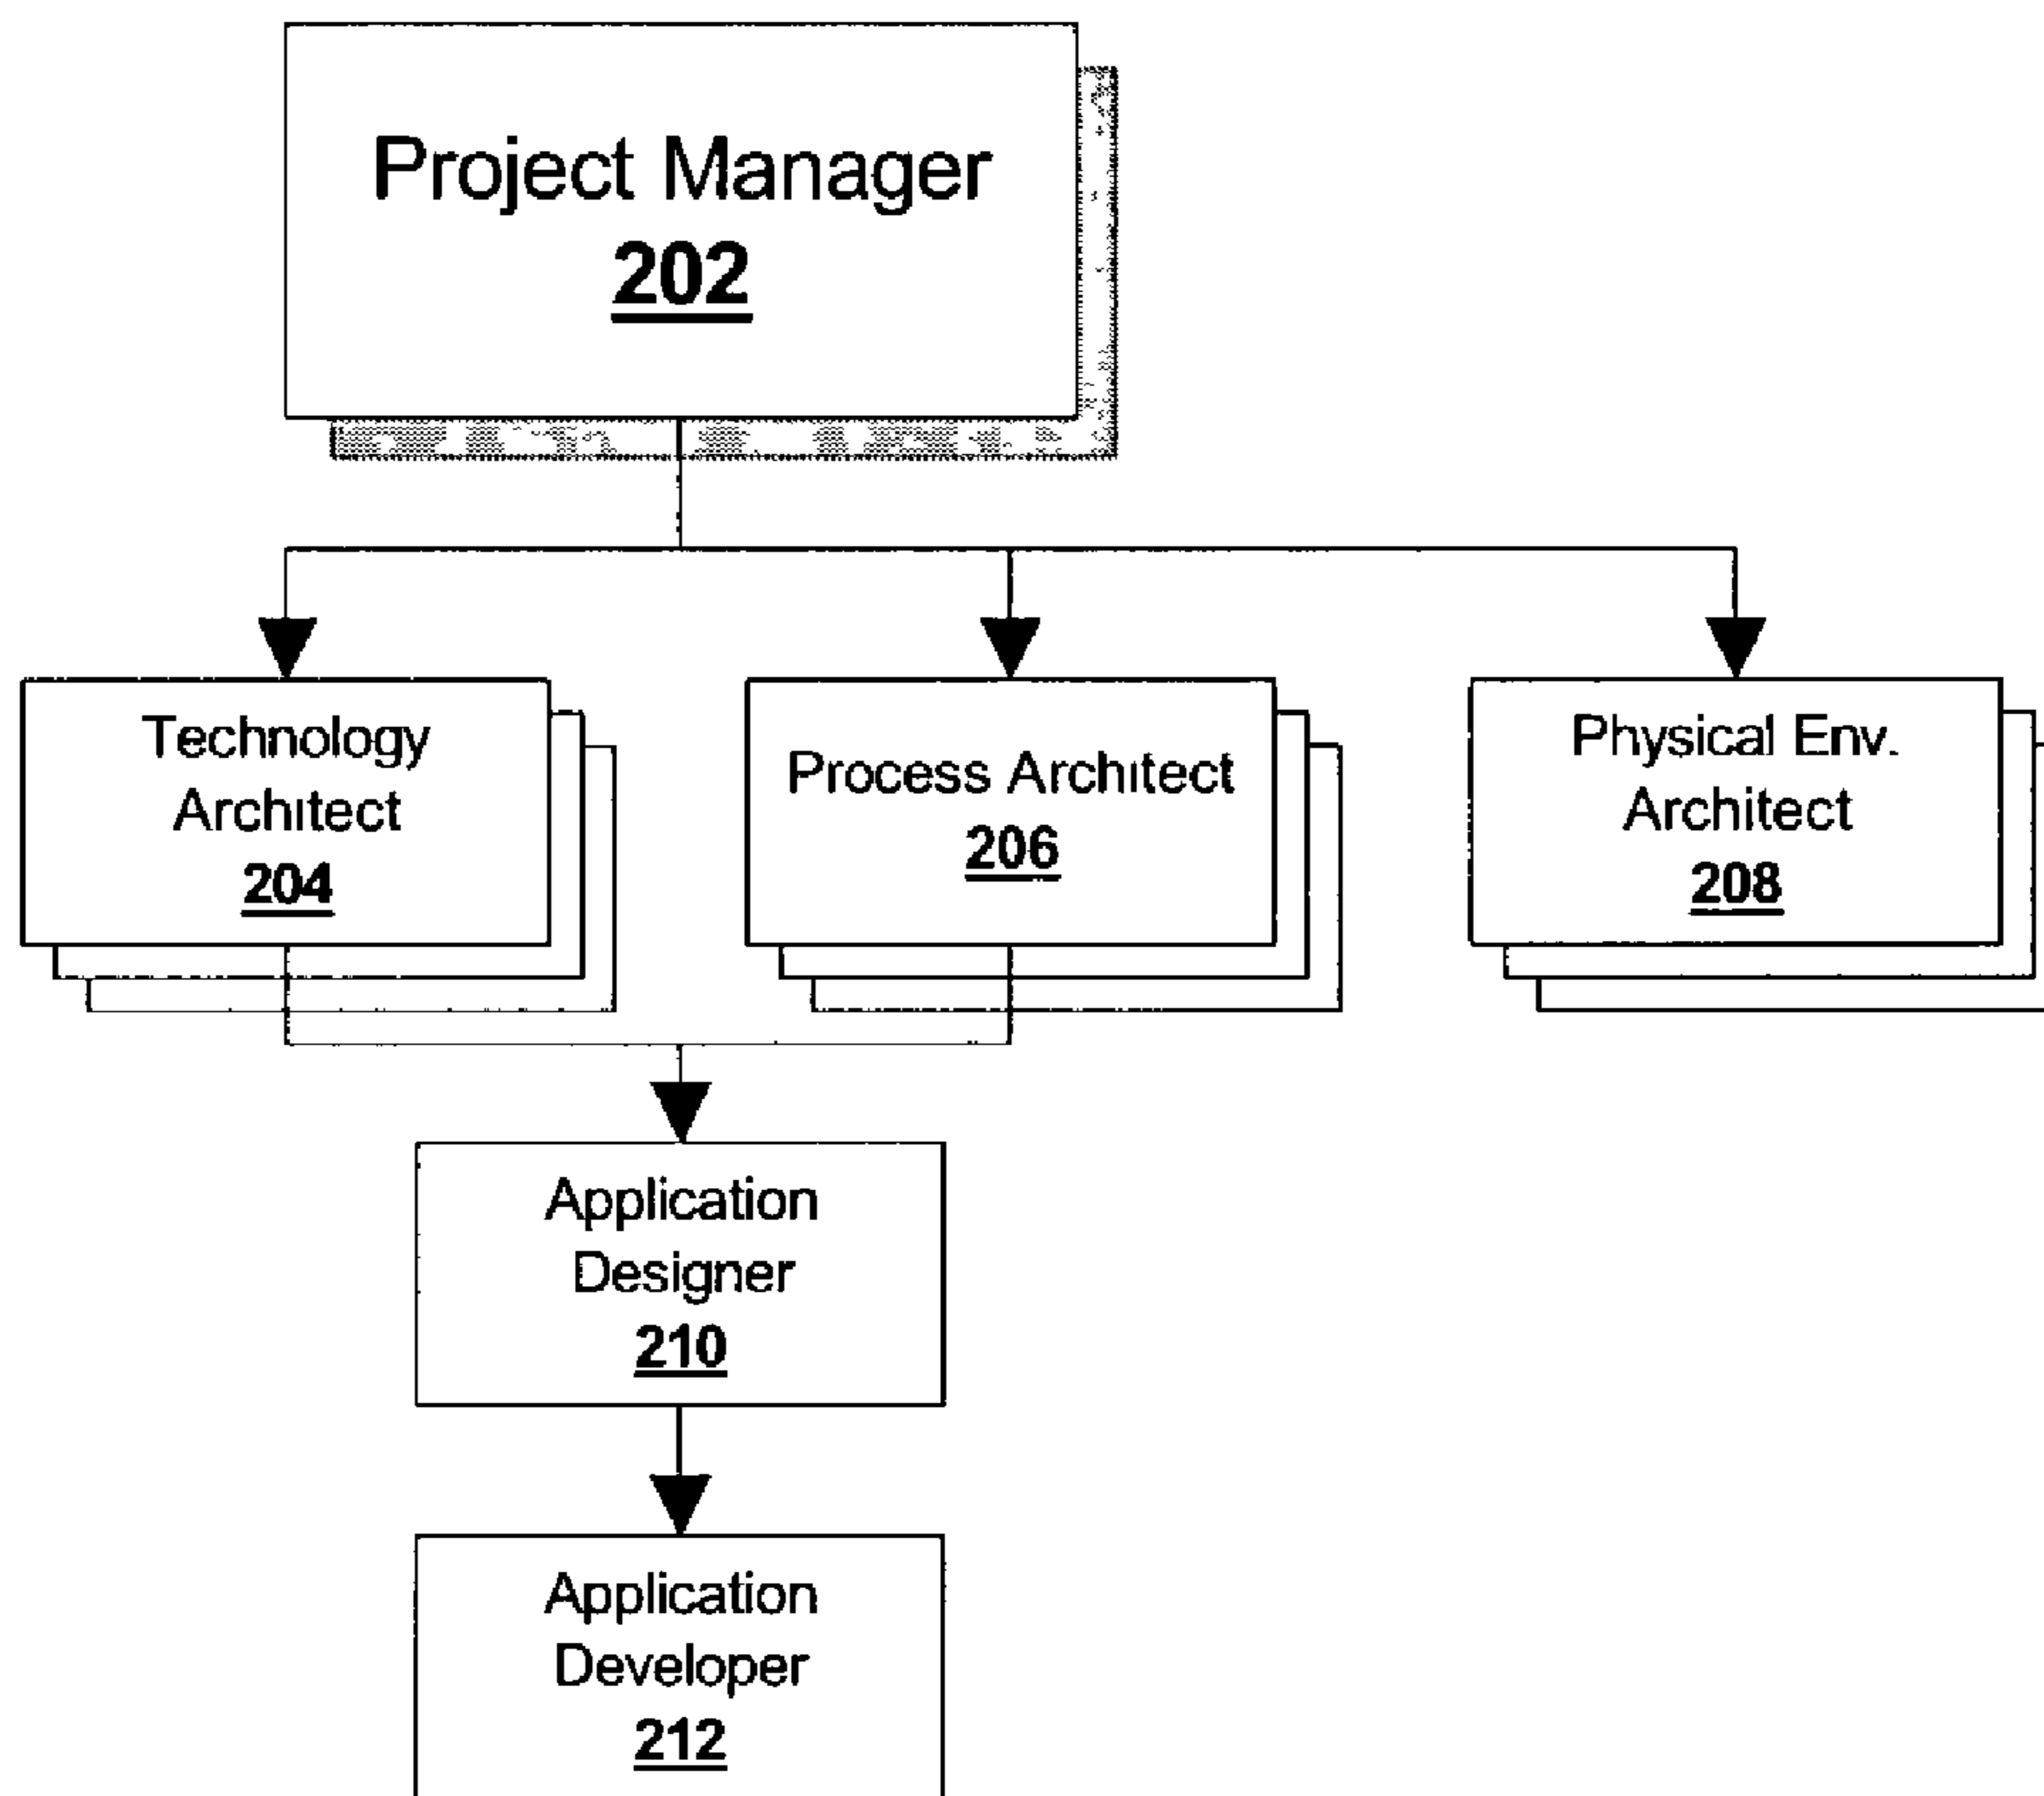 Project Manager
202
Technology
Architect
204
Process Architect
206
Physical Env.
Architect
208
Application
Designer
210
Application
Developer
212